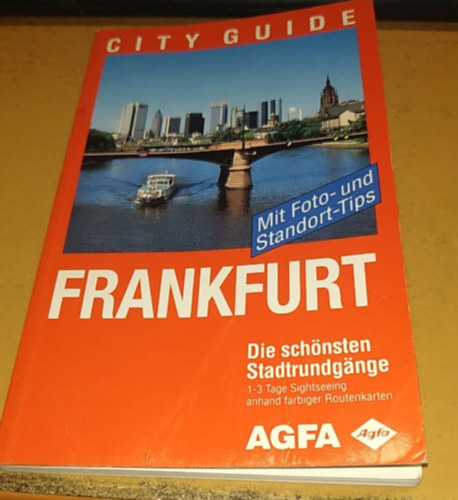 CITY GUIDE
Mit Foto- und
Standort-Tips
FRANKFURT
Die schönsten
Stadtrundgänge
1-3 Tage Sightseeing
anhand farbiger Routenkarten
AGFA Agfa